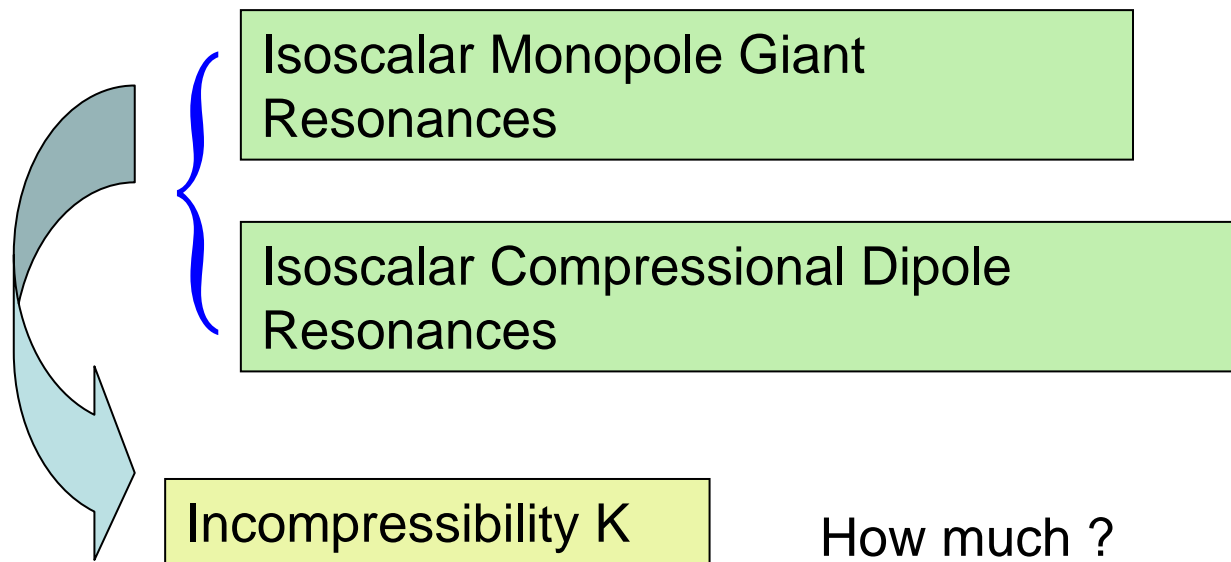 Isoscalar Monopole Giant
Resonances
Isoscalar Compressional Dipole
Resonances
Incompressibility K
How much ?